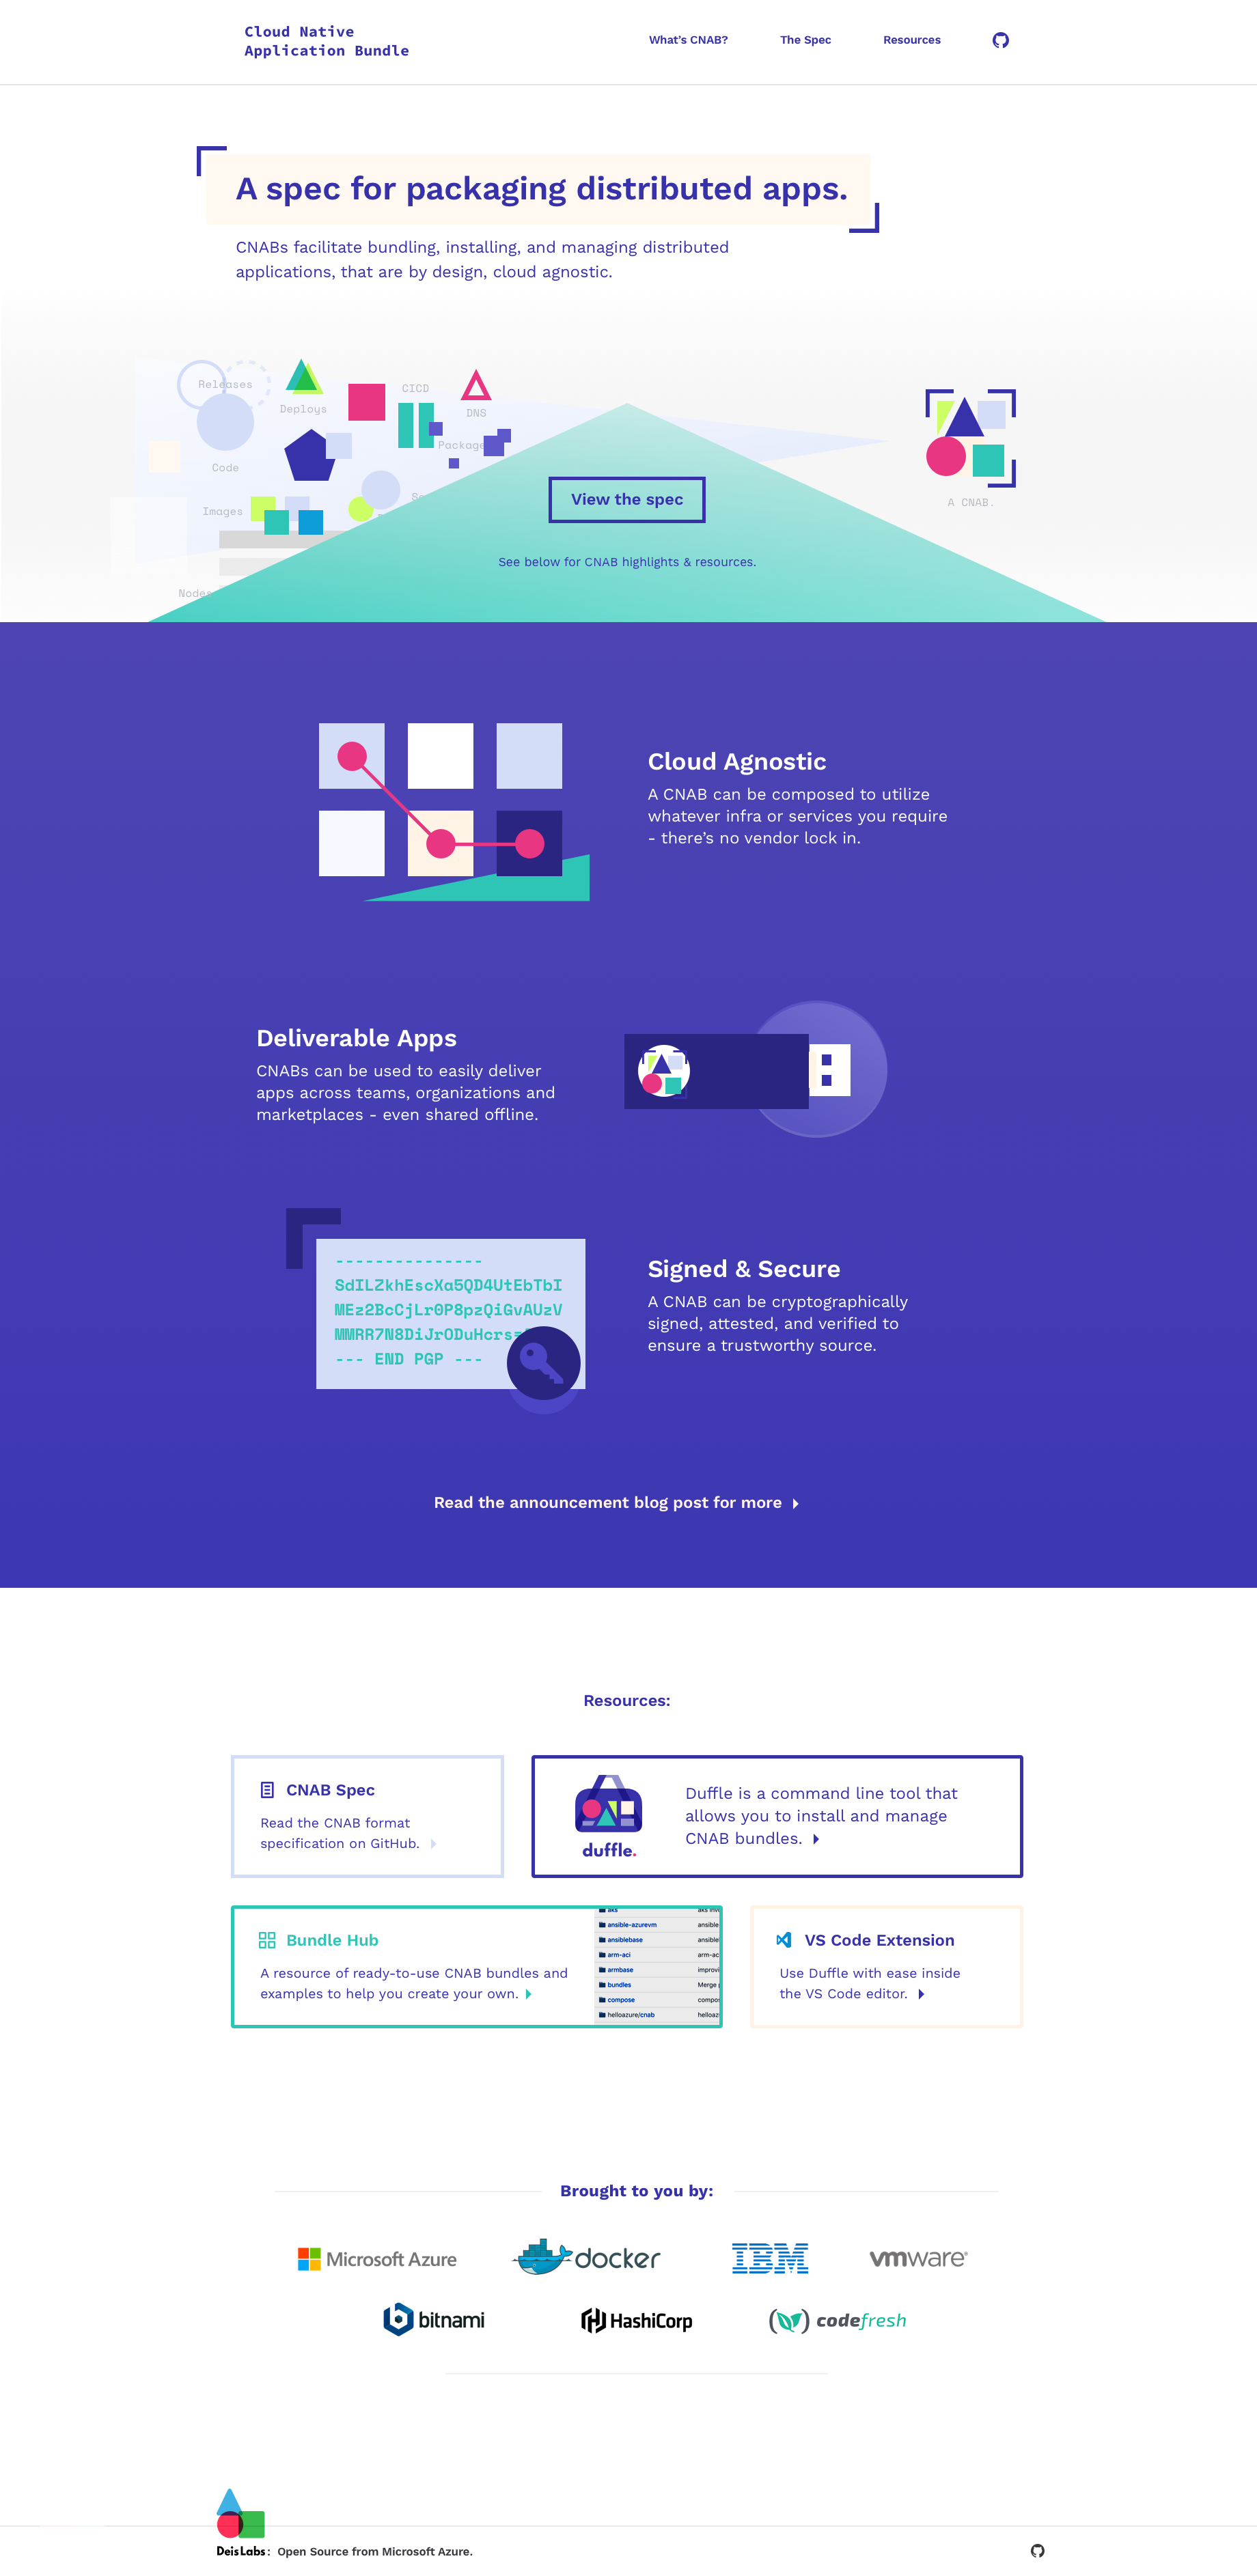 Cloud Native
Application Bundle
What's CNAB?
The Spec
Resources
A spec for packaging distributed apps.
CNABs facilitate bundling, installing, and managing distributed
applications, that are by design, cloud agnostic.
Releases
Deploys
CICD
DNS
Package
Code
Images
Nodes
A CNAB.
View the spec
See below for CNAB highlights & resources.
Cloud Agnostic
A CNAB can be composed to utilize
whatever infra or services you require
- there's no vendor lock in.
Deliverable Apps
CNABs can be used to easily deliver
apps across teams, organizations and
marketplaces - even shared offline.
---------------
SdILZkhEscXa5QD4UtEbTbI
MEz2BcCjLr0P8pzQiGvAUzV
MMRR7N8DiJrODuHcrs=
--- END PGP ---
Signed & Secure
A CNAB can be cryptographically
signed, attested, and verified to
ensure a trustworthy source.
Read the announcement blog post for more
Resources:
CNAB Spec
Read the CNAB format
specification on GitHub.
duffle.
Duffle is a command line tool that
allows you to install and manage
CNAB bundles.
Bundle Hub
A resource of ready-to-use CNAB bundles and
examples to help you create your own.
aks
ansible-azurevm ansible
ansiblebase ansible
arm-aci arm-ac
armbase improvi
bundles Merge
compose compos
helloazure/cnab helloaz
VS Code Extension
Use Duffle with ease inside
the VS Code editor.
Brought to you by:
Microsoft Azure
docker
IBM
vmware
bitnami
HashiCorp
codefresh
DeisLabs: Open Source from Microsoft Azure.